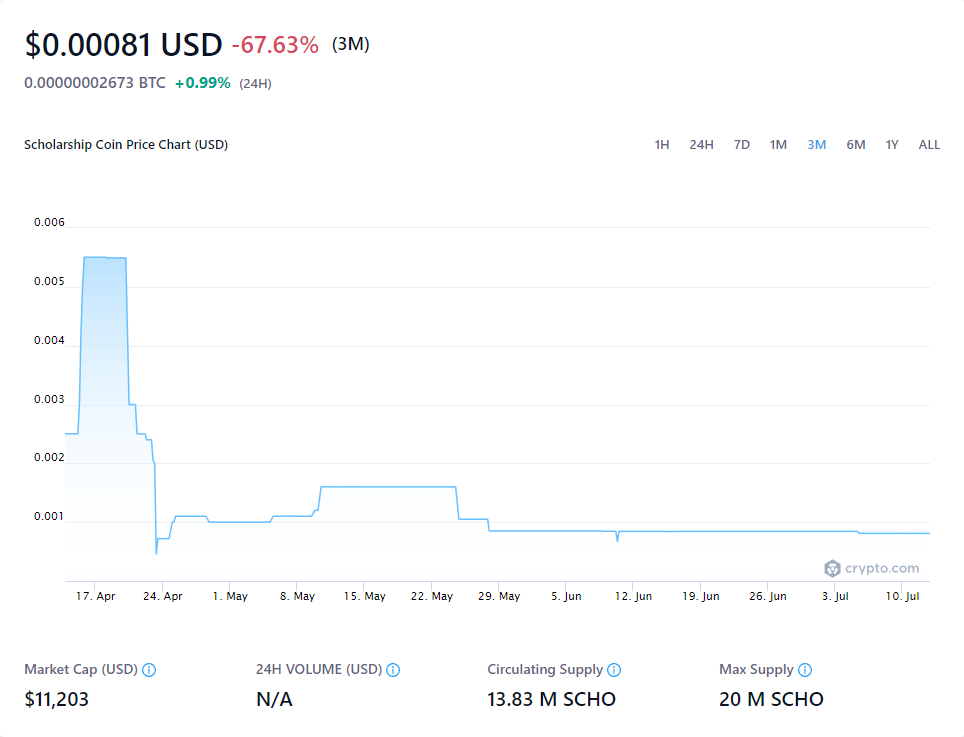 $0.00081 USD -67.63% (3M)
0.00000002673 BTC +0.99% (24H)
Scholarship Coin Price Chart (USD) 1H 24H 7D 1M 3M 6M 1Y ALL
0.006
0.005
0.004
0.003
0.002
0.001
crypto.com
17. Apr 24. Apr 1. May 8. May 15. May 22. May 29. May 5. Jun 12. Jun 19. Jun 26. Jun 3. Jul 10. Jul
Market Cap (USD) 24H VOLUME (USD) Circulating Supply Max Supply
$11,203 N/A 13.83 M SCHO 20 M SCHO